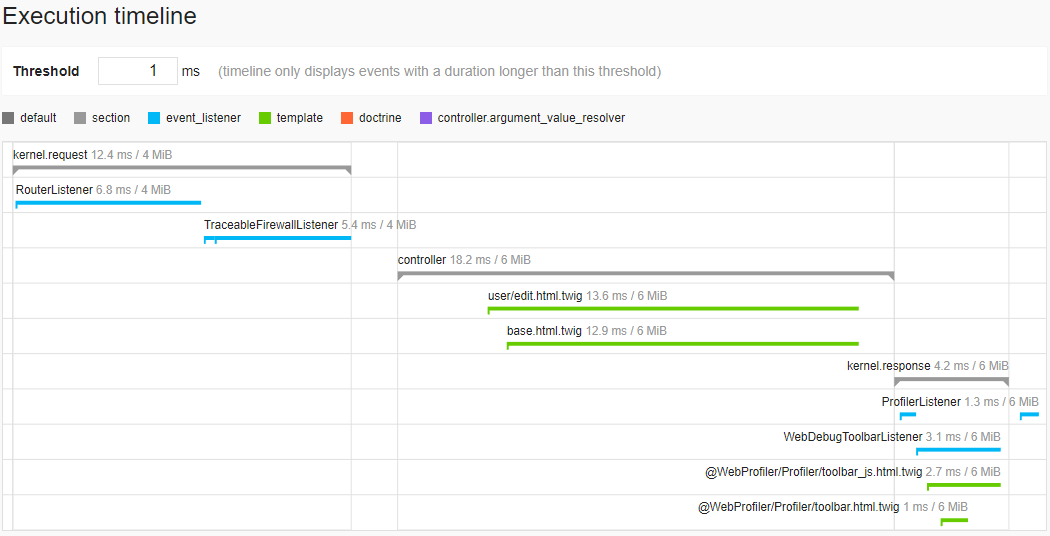 Execution timeline
Threshold 1 ms (timeline only displays events with a duration longer than this threshold)
default section event_listener template doctrine controller.argument_value_resolver
kernel.request 12.4 ms / 4 MiB
RouterListener 6.8 ms / 4 MiB
TraceableFirewallListener 5.4 ms / 4 MiB
controller 18.2 ms / 6 MiB
user/edit.html.twig 13.6 ms / 6 MiB
base.html.twig 12.9 ms / 6 MiB
kernel.response 4.2 ms / 6 MiB
ProfilerListener 1.3 ms / 6 MiB
WebDebugToolbarListener 3.1 ms / 6 MiB
@WebProfiler/Profiler/toolbar_js.html.twig 2.7 ms / 6 MiB
@WebProfiler/Profiler/toolbar.html.twig 1 ms / 6 MiB